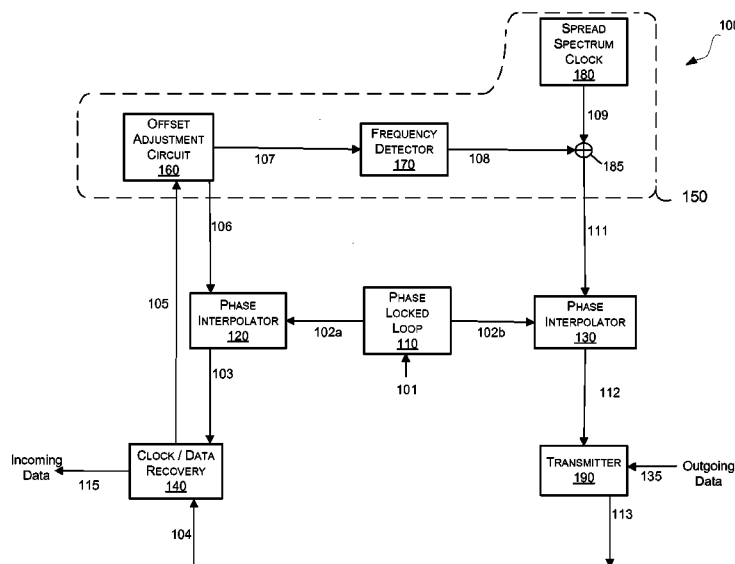 100
SPREAD
SPECTRUM
CLOCK
180
109
OFFSET
ADJUSTMENT
CIRCUIT
160
107
FREQUENCY
DETECTOR
170
108
185
150
106
111
105
PHASE
INTERPOLATOR
120
102a
PHASE
LOCKED
LOOP
110
102b
PHASE
INTERPOLATOR
130
103
101
112
Incoming
Data
115
CLOCK / DATA
RECOVERY
140
TRANSMITTER
190
135
Outgoing
Data
104
113